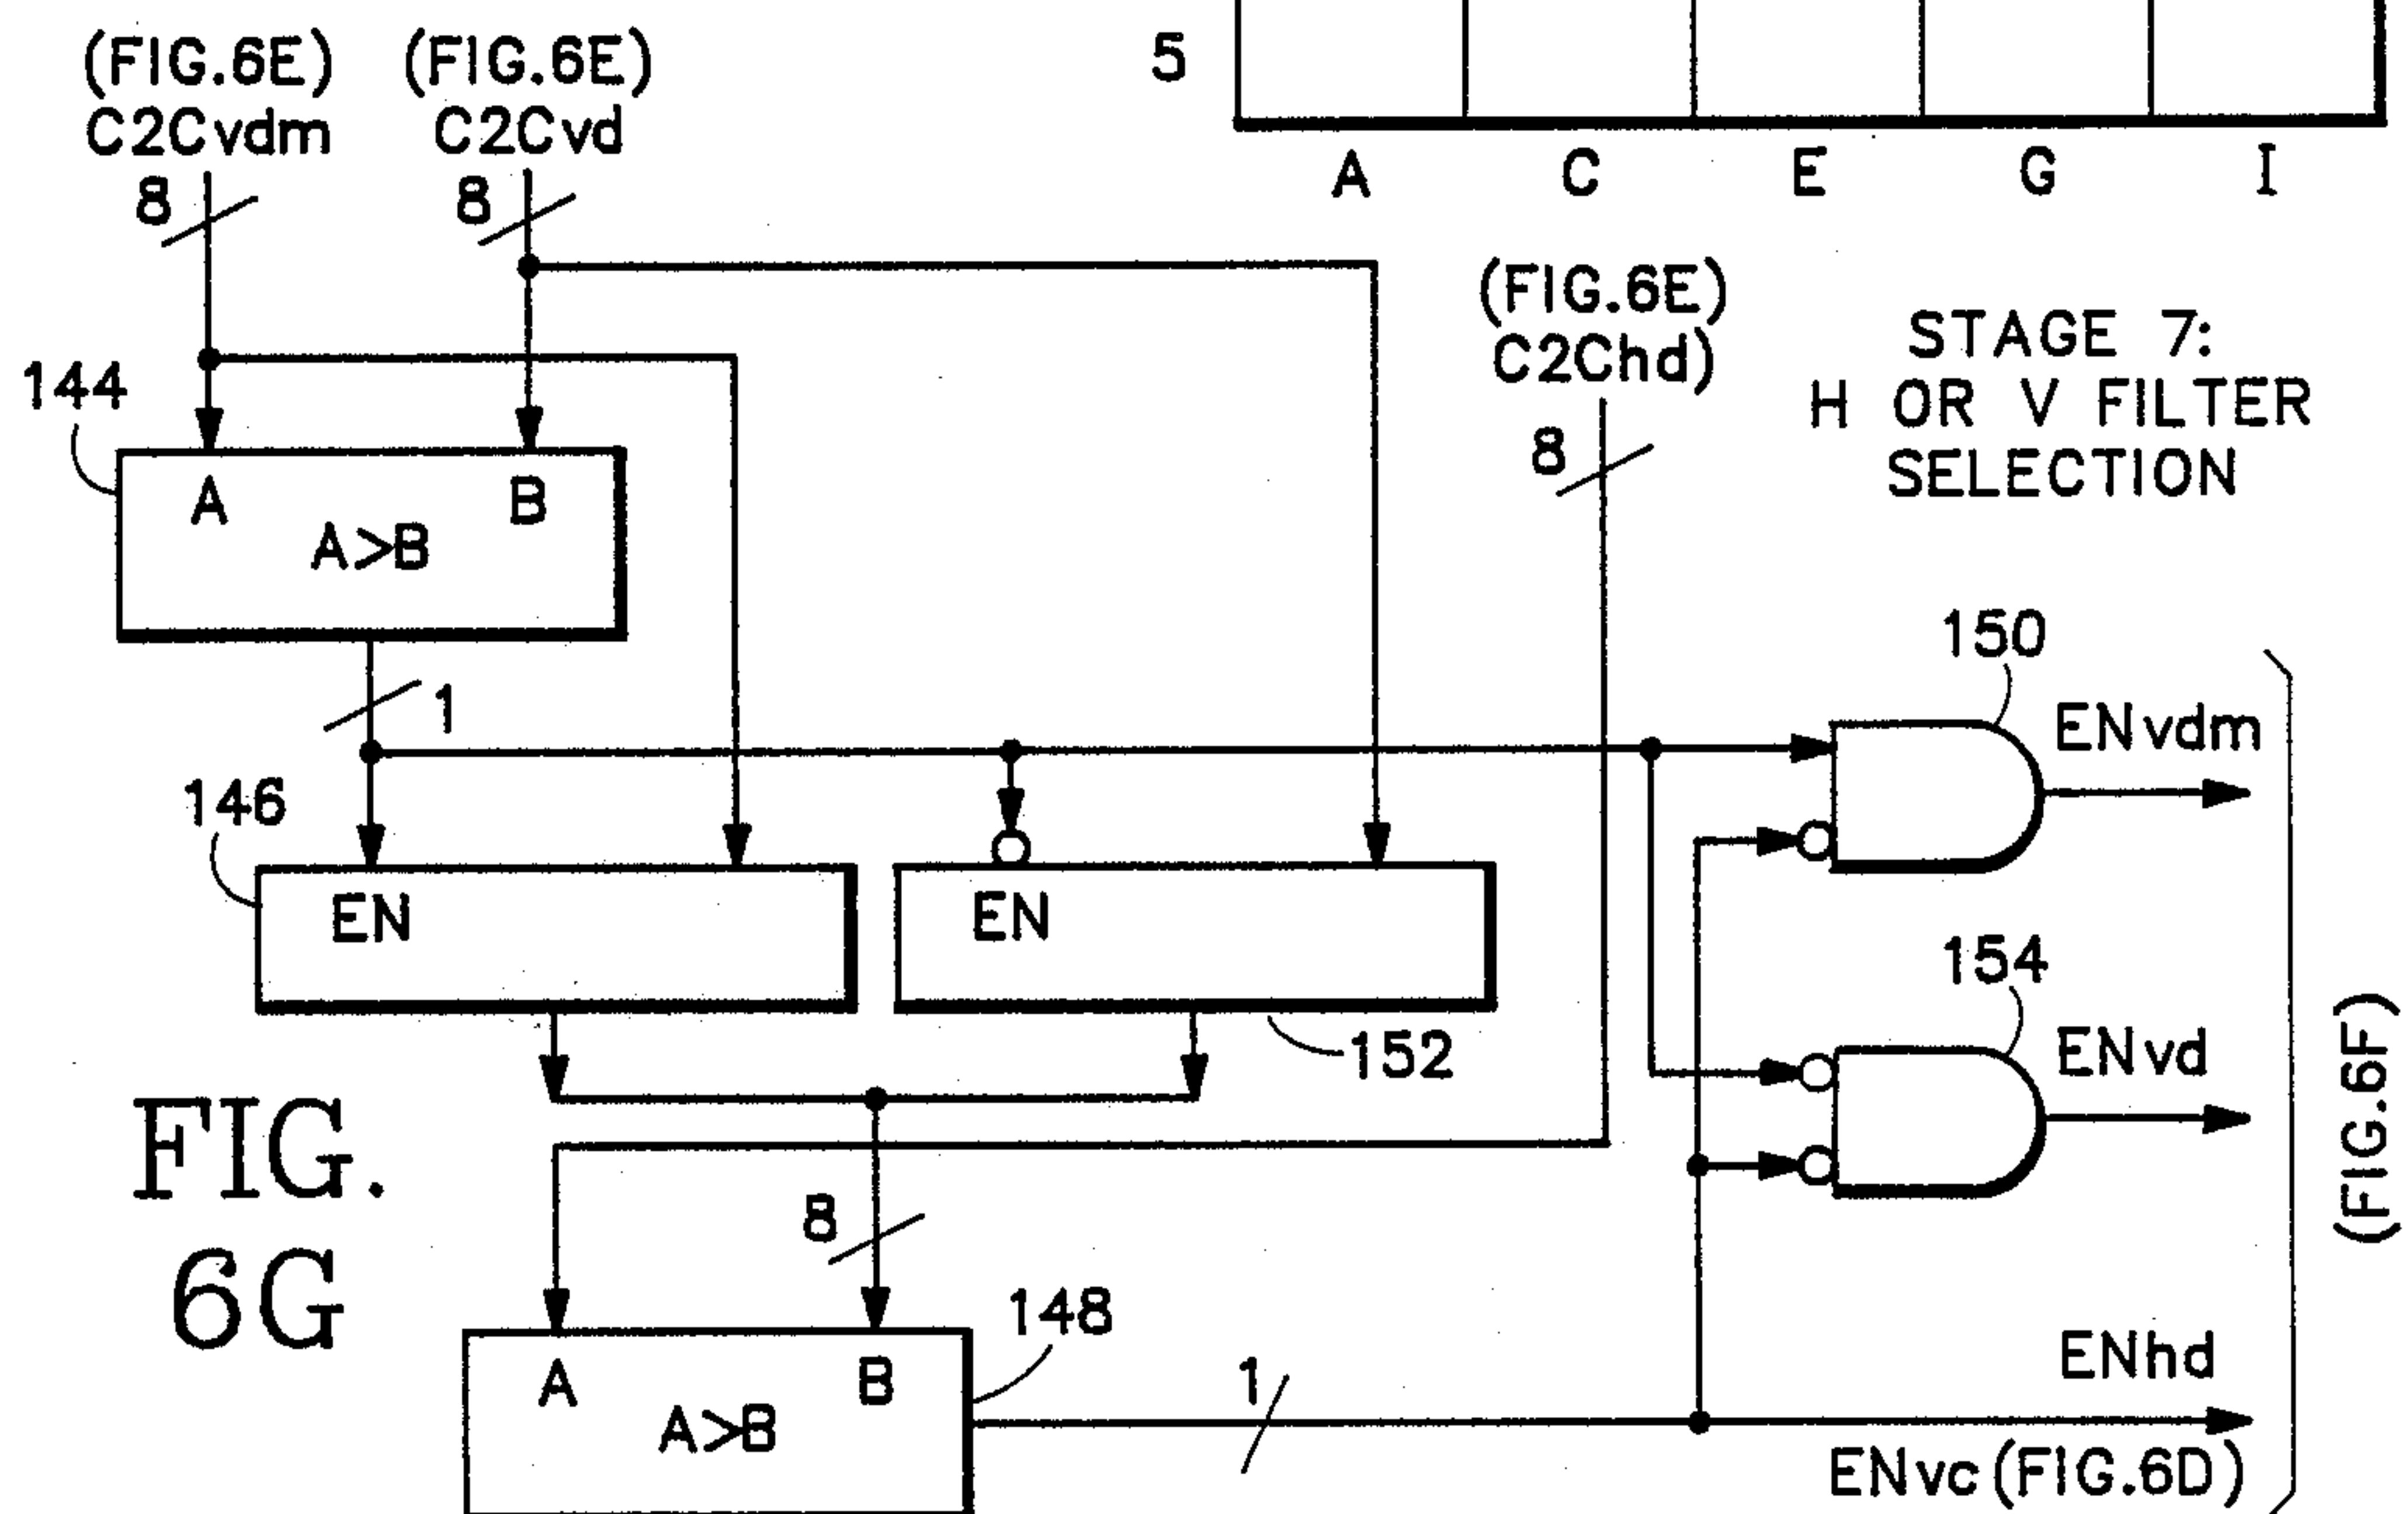 5
A C E G I
(FIG.6E) (FIG.6E)
C2Cvdm C2Cvd
8 8
(FIG.6E)
C2Chd)
8
STAGE 7:
H OR V FILTER
SELECTION
144
A B
A>B
1
150
ENvdm
146
EN EN
152
154
ENvd
(FIG.6F)
8
148
A B
A>B
1
ENhd
ENvc (FIG.6D)
FIG.
6G